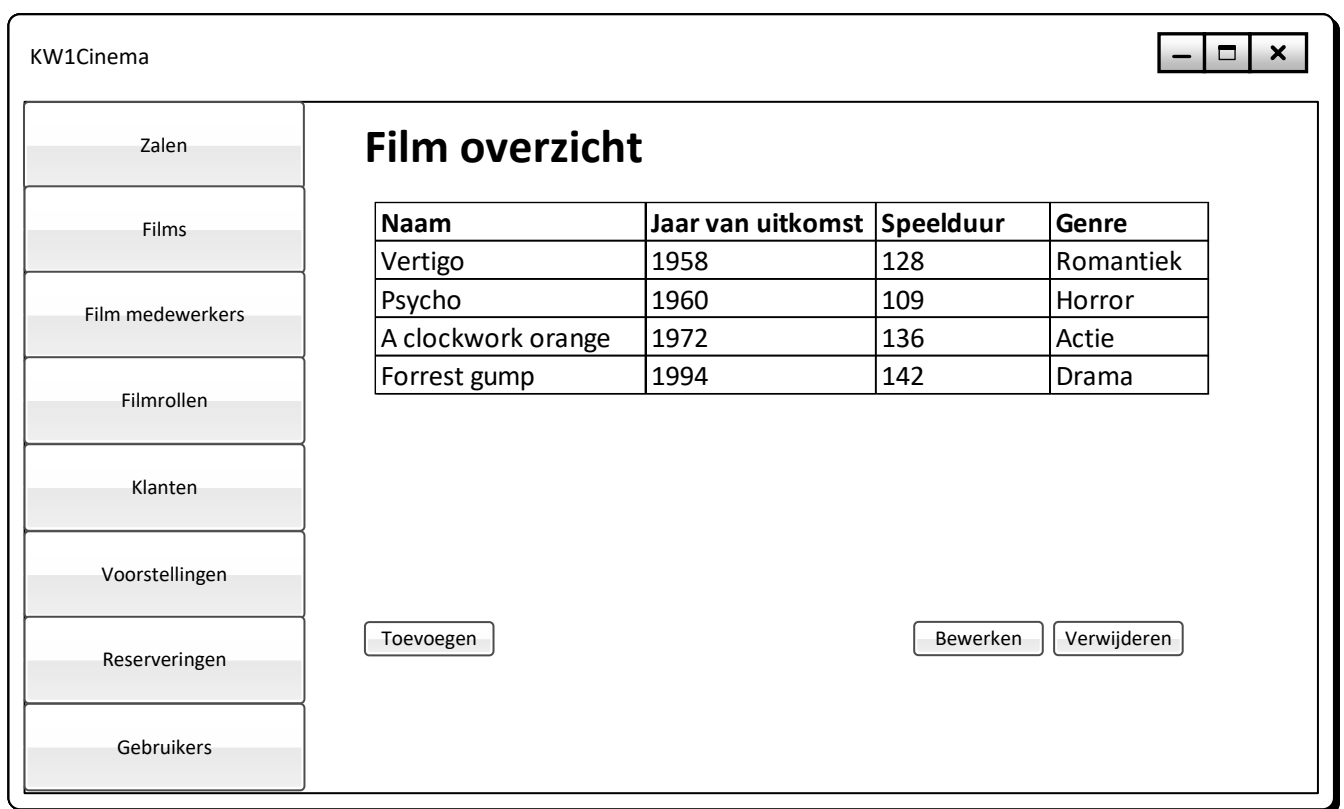 KW1Cinema
Zalen
Films
Film medewerkers
Filmrollen
Klanten
Voorstellingen
Reserveringen
Gebruikers
Film overzicht
Naam Jaar van uitkomst Speelduur Genre
Vertigo 1958 128 Romantiek
Psycho 1960 109 Horror
A clockwork orange 1972 136 Actie
Forrest gump 1994 142 Drama
Toevoegen Bewerken Verwijderen